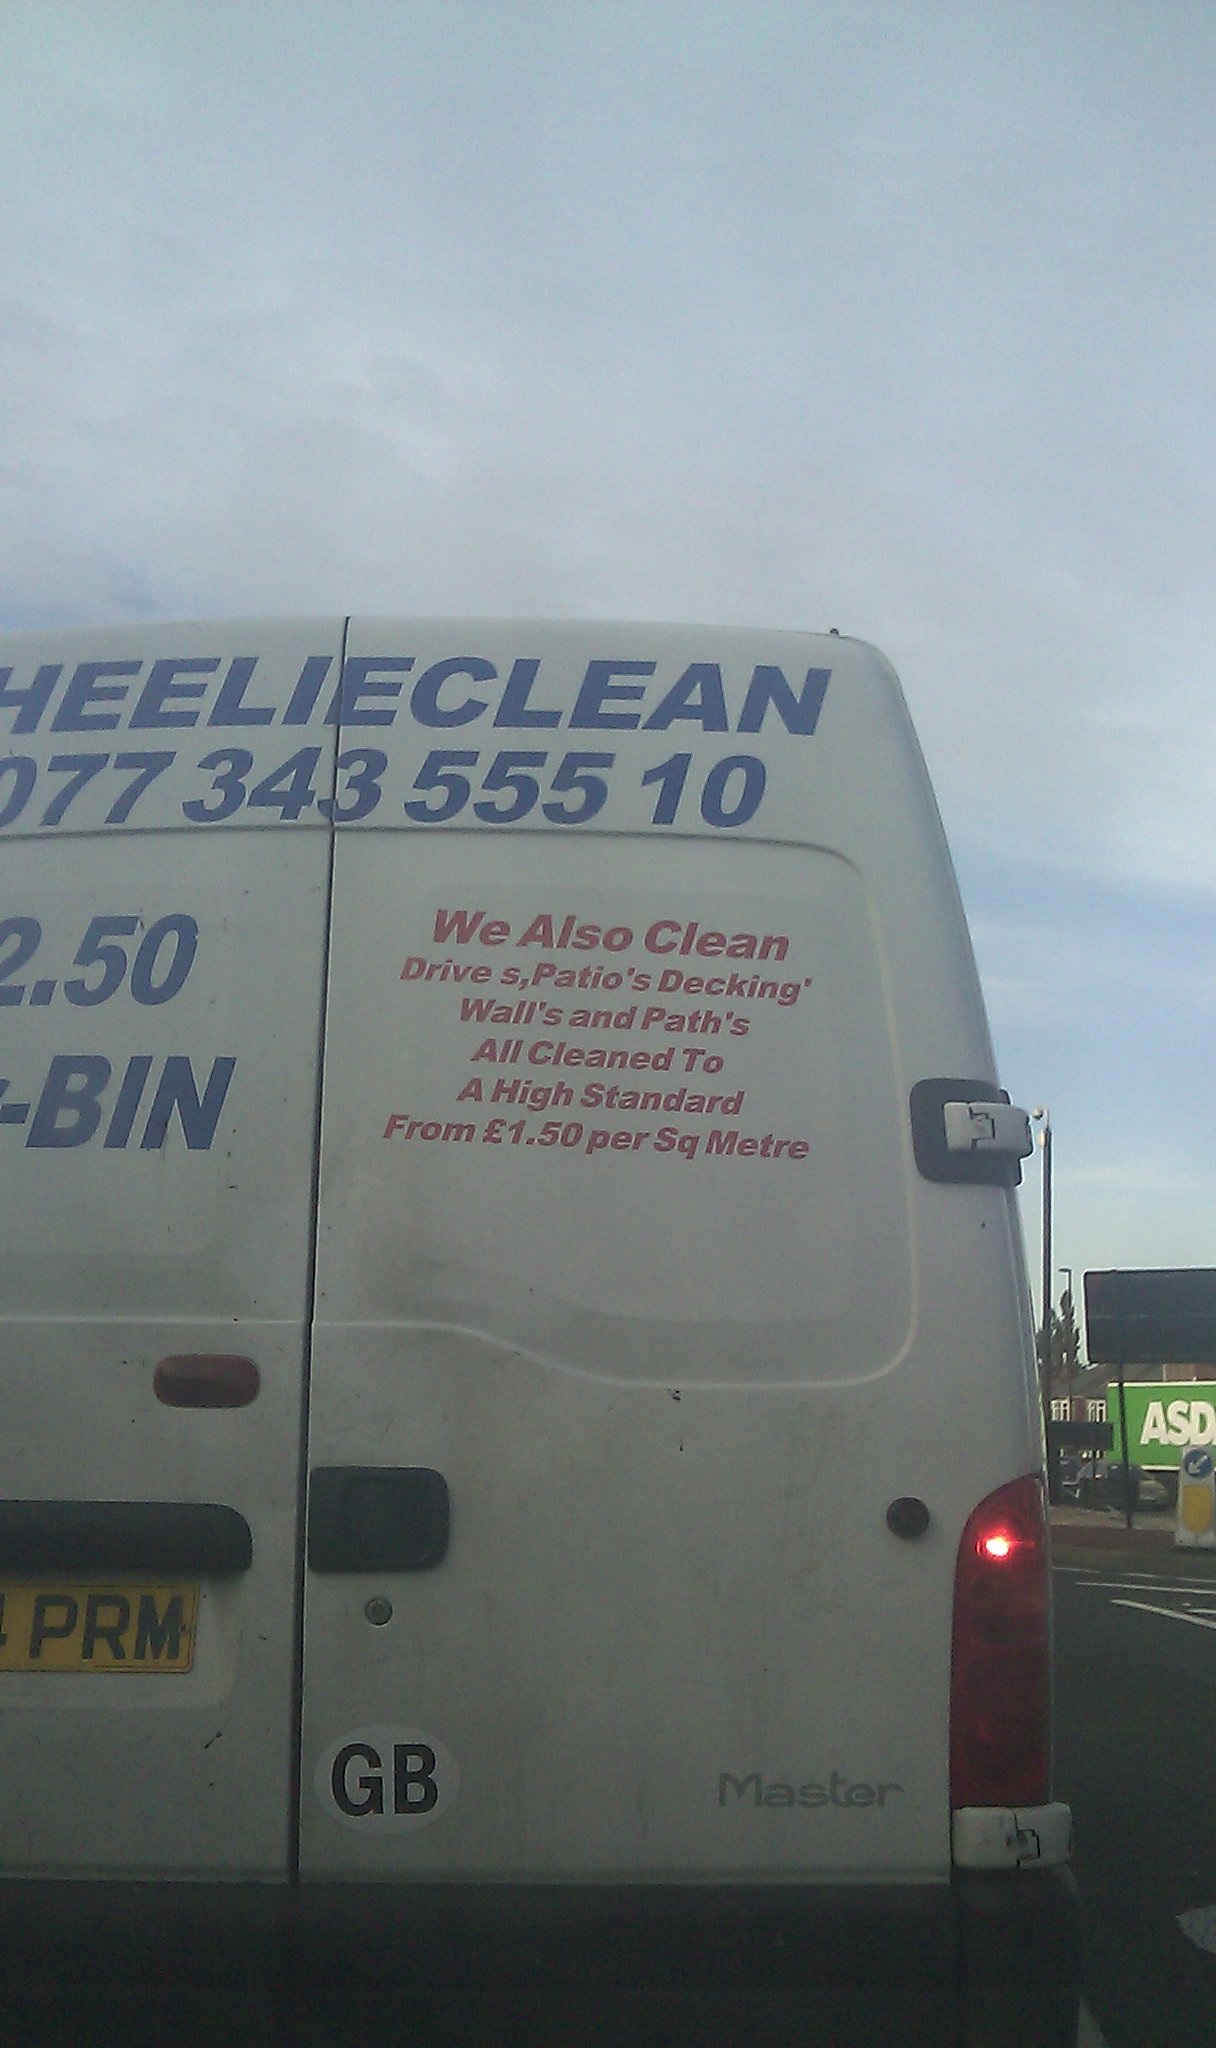 HEELIECLEAN
077 343 555 10
2.50
-BIN
We Also Clean
Drive s,Patio's Decking'
Wall's and Path's
All Cleaned To
A High Standard
From £1.50 per Sq Metre
PRM
GB
Master
ASD